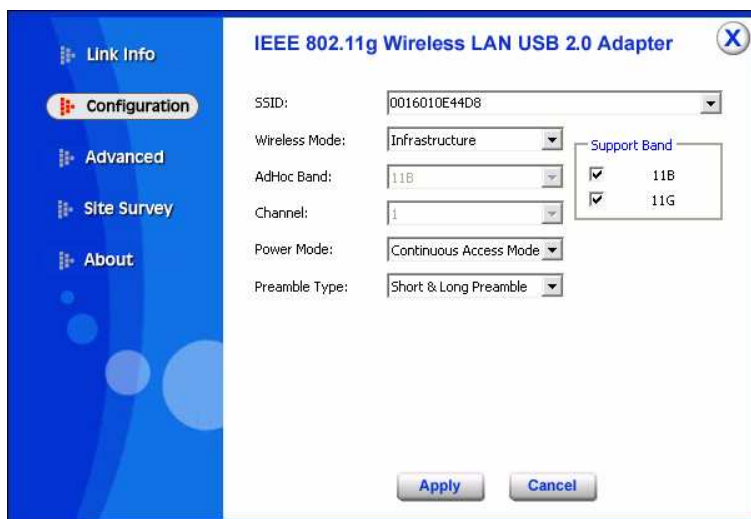 Link Info
Configuration
Advanced
Site Survey
About
IEEE 802.11g Wireless LAN USB 2.0 Adapter
X
SSID: 0016010E44D8
Wireless Mode: Infrastructure
AdHoc Band: 11B
Channel: 1
Power Mode: Continuous Access Mode
Preamble Type: Short & Long Preamble
Support Band
11B
11G
Apply Cancel